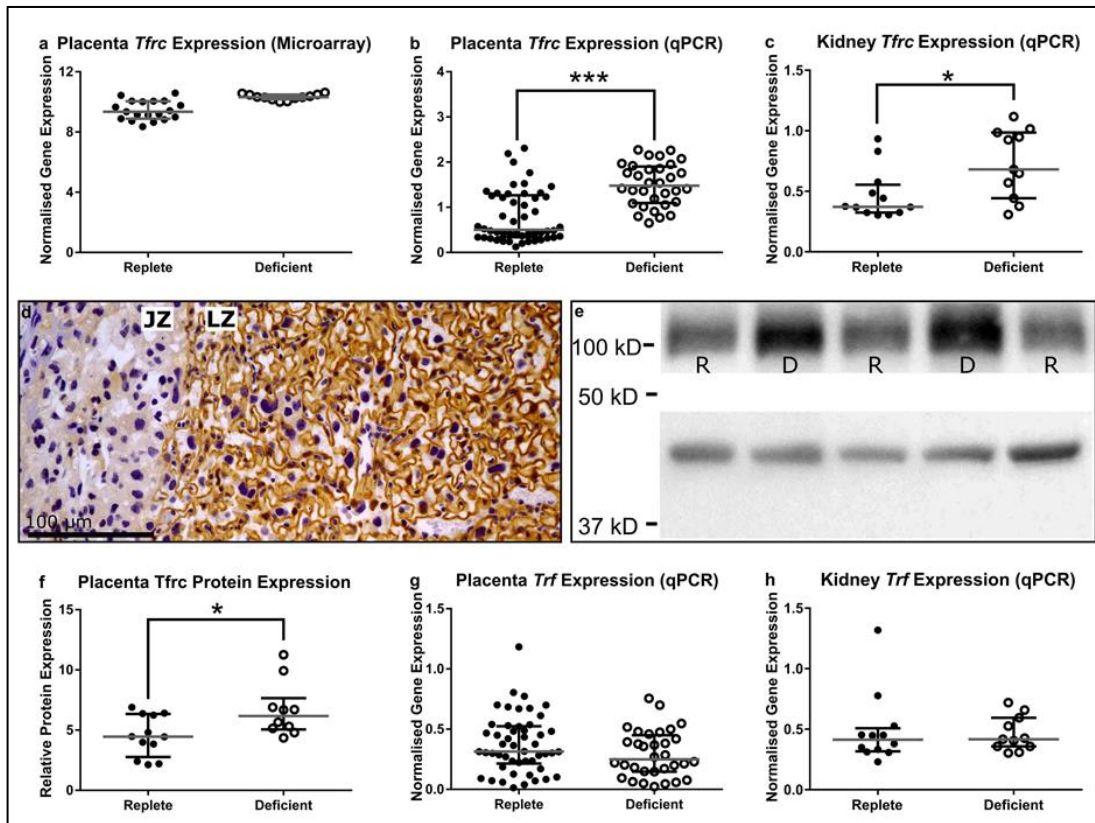 a Placenta Tfrc Expression (Microarray)
Normalised Gene Expression
12
8
4
0
Replete
Deficient
b Placenta Tfrc Expression (qPCR)
Normalised Gene Expression
4
3
2
1
0
***
Replete
Deficient
c Kidney Tfrc Expression (qPCR)
Normalised Gene Expression
1.5
1.0
0.5
0.0
*
Replete
Deficient
d
JZ
LZ
100 µm
e
100 kD
R D R D R
50 kD
37 kD
f Placenta Tfrc Protein Expression
Relative Protein Expression
15
10
5
0
*
Replete
Deficient
g Placenta Trf Expression (qPCR)
Normalised Gene Expression
1.5
1.0
0.5
0.0
Replete
Deficient
h Kidney Trf Expression (qPCR)
Normalised Gene Expression
1.5
1.0
0.5
0.0
Replete
Deficient